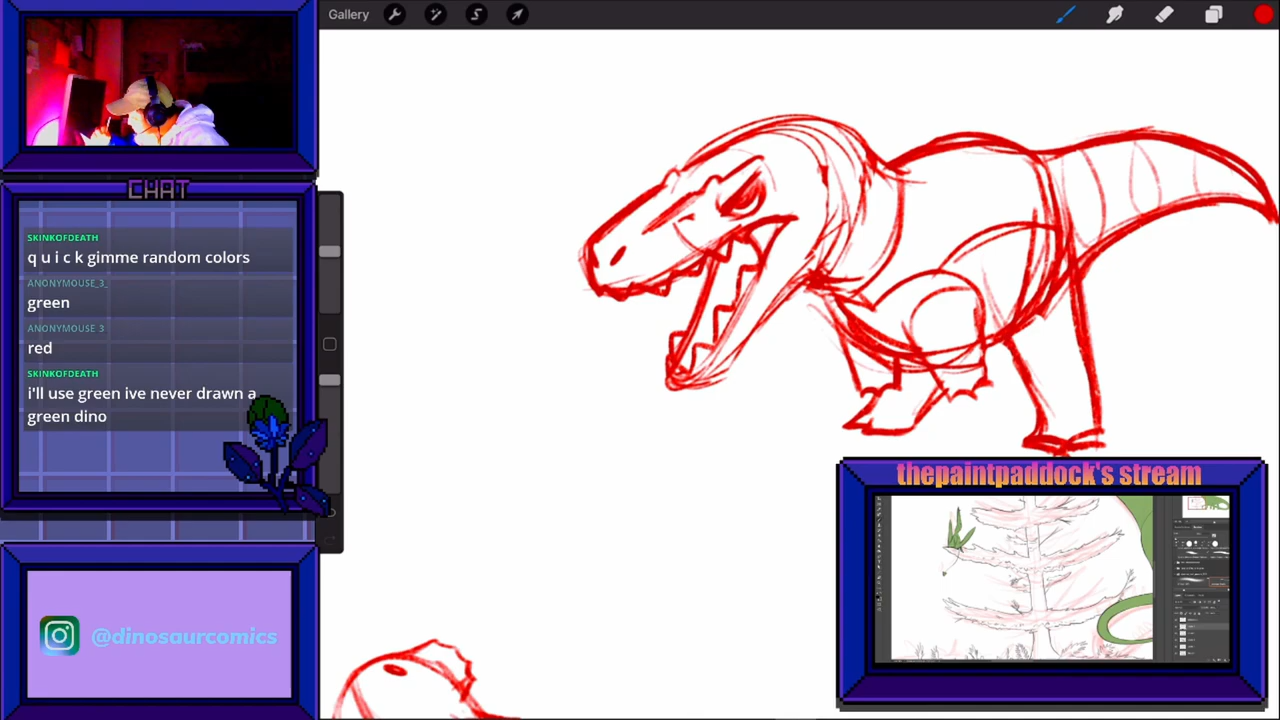 Gallery
CHAT
SKINKOFDEATH
q u i c k gimme random colors
ANONYMOUSE_3_
green
ANONYMOUSE 3
red
SKINKOFDEATH
i'll use green ive never drawn a
green dino
thepaintpaddock's stream
@dinosaurcomics